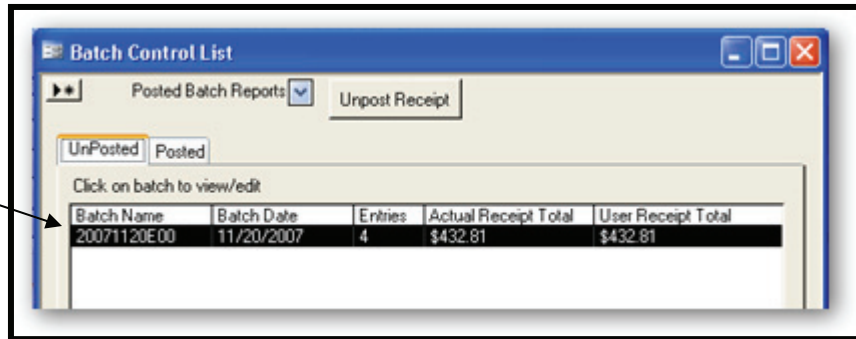 Batch Control List
Posted Batch Reports Unpost Receipt
UnPosted Posted
Click on batch to view/edit
Batch Name Batch Date Entries Actual Receipt Total User Receipt Total
20071120E00 11/20/2007 4 $432.81 $432.81